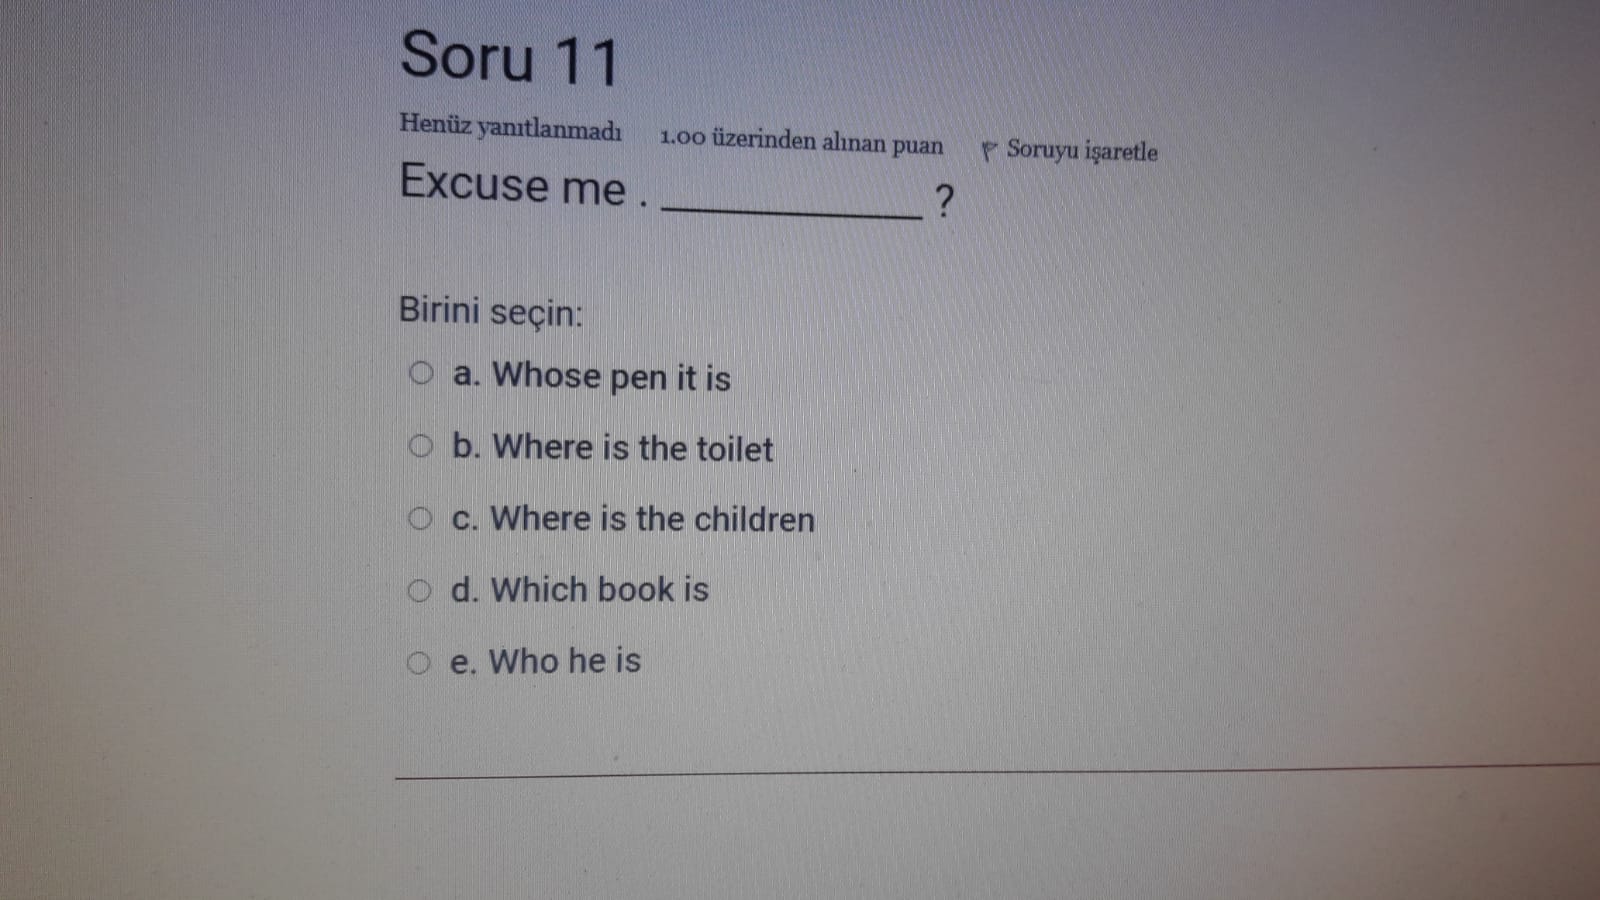 Soru 11
Henüz yanıtlanmadı 1.00 üzerinden alınan puan Soruyu işaretle
Excuse me . ____________ ?
Birini seçin:
a. Whose pen it is
b. Where is the toilet
c. Where is the children
d. Which book is
e. Who he is